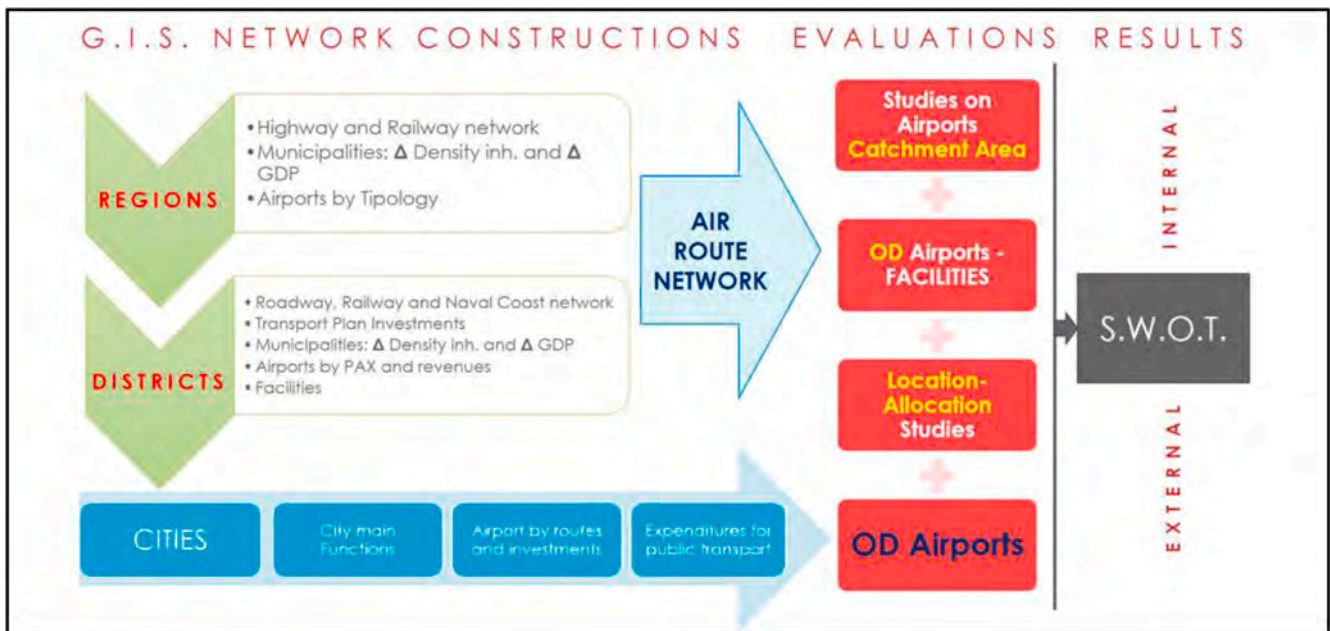 G.I.S. NETWORK CONSTRUCTIONS EVALUATIONS RESULTS
REGIONS
•Highway and Railway network
•Municipalities: Δ Density inh. and Δ
GDP
•Airports by Tipology
DISTRICTS
• Roadway, Railway and Naval Coast network
• Transport Plan Investments
• Municipalities: Δ Density inh. and Δ GDP
• Airports by PAX and revenues
• Facilities
AIR
ROUTE
NETWORK
CITIES
City main
Functions
Airport by routes
and investments
Expenditures for
public transport
Studies on
Airports
Catchment Area
OD Airports -
FACILITIES
Location-
Allocation
Studies
OD Airports
INTERNAL
S.W.O.T.
EXTERNAL